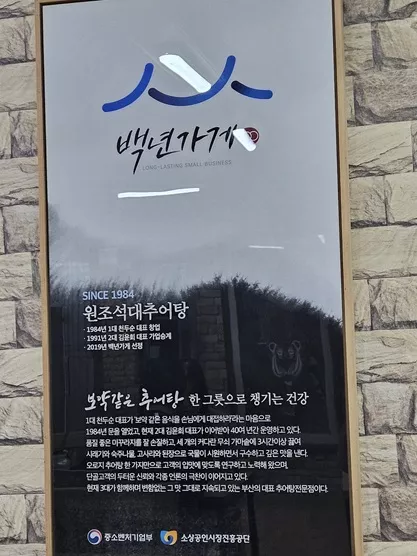 백년가게
LONG-LASTING SMALL BUSINESS
SINCE 1984
원조석대추어탕
· 1984년 1대 천두순 대표 창업
· 1991년 2대 김윤희 대표 가업승계
· 2019년 백년가게 선정
보약같은 추어탕 한 그릇으로 챙기는 건강
1대 천두순 대표가 '보약 같은 음식을 손님에게 대접하리'라는 마음으로
1984년 문을 열었고, 현재 2대 김윤희 대표가 이어받아 40여 년간 운영하고 있다.
품질 좋은 미꾸라지를 잘 손질하고, 세 개의 커다란 무쇠 가마솥에 3시간이상 끓여
시래기와 숙주나물, 고사리와 된장으로 국물이 시원하면서 구수하고 깊은 맛을 낸다.
오로지 추어탕 한 가지만으로 고객의 입맛에 맞도록 연구하고 노력해 왔으며,
단골고객의 두터운 신뢰와 각종 언론의 극찬이 이어지고 있다.
현재 3대가 함께하며 변함없는 그 맛 그대로 지속되고 있는 부산의 대표 추어탕전문점이다.
중소벤처기업부 소상공인시장진흥공단